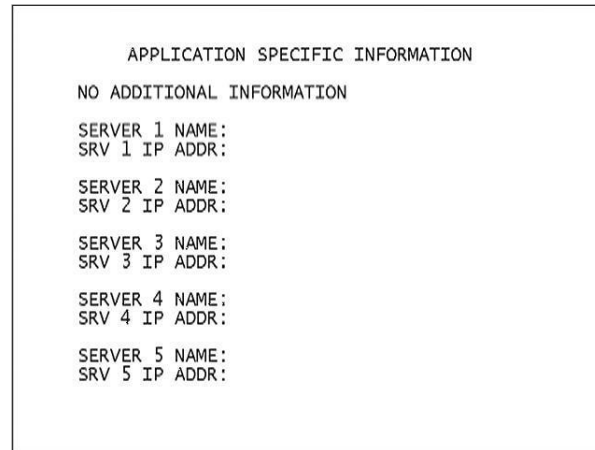 APPLICATION SPECIFIC INFORMATION
NO ADDITIONAL INFORMATION
SERVER 1 NAME:
SRV 1 IP ADDR:
SERVER 2 NAME:
SRV 2 IP ADDR:
SERVER 3 NAME:
SRV 3 IP ADDR:
SERVER 4 NAME:
SRV 4 IP ADDR:
SERVER 5 NAME:
SRV 5 IP ADDR: